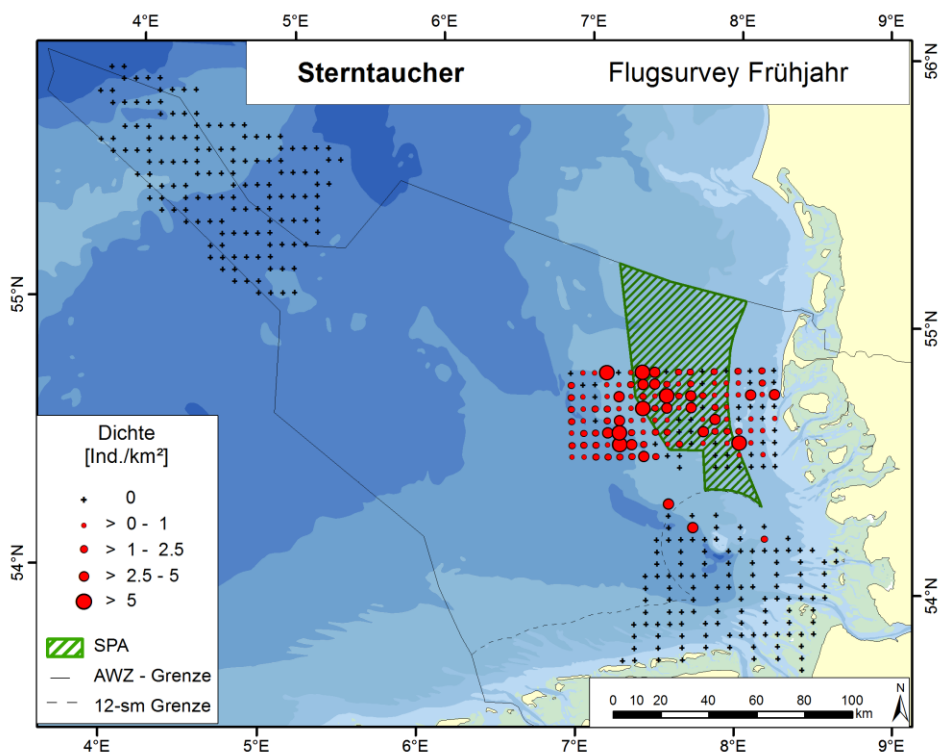 4°E 5°E 6°E 7°E 8°E 9°E
Sterntaucher Flugsurvey Frühjahr
56°N
55°N 55°N
Dichte
[Ind./km²]
0
> 0 - 1
> 1 - 2.5
> 2.5 - 5
> 5
SPA
AWZ - Grenze
12-sm Grenze
54°N 54°N
N
0 10 20 40 60 80 100
km
4°E 5°E 6°E 7°E 8°E 9°E